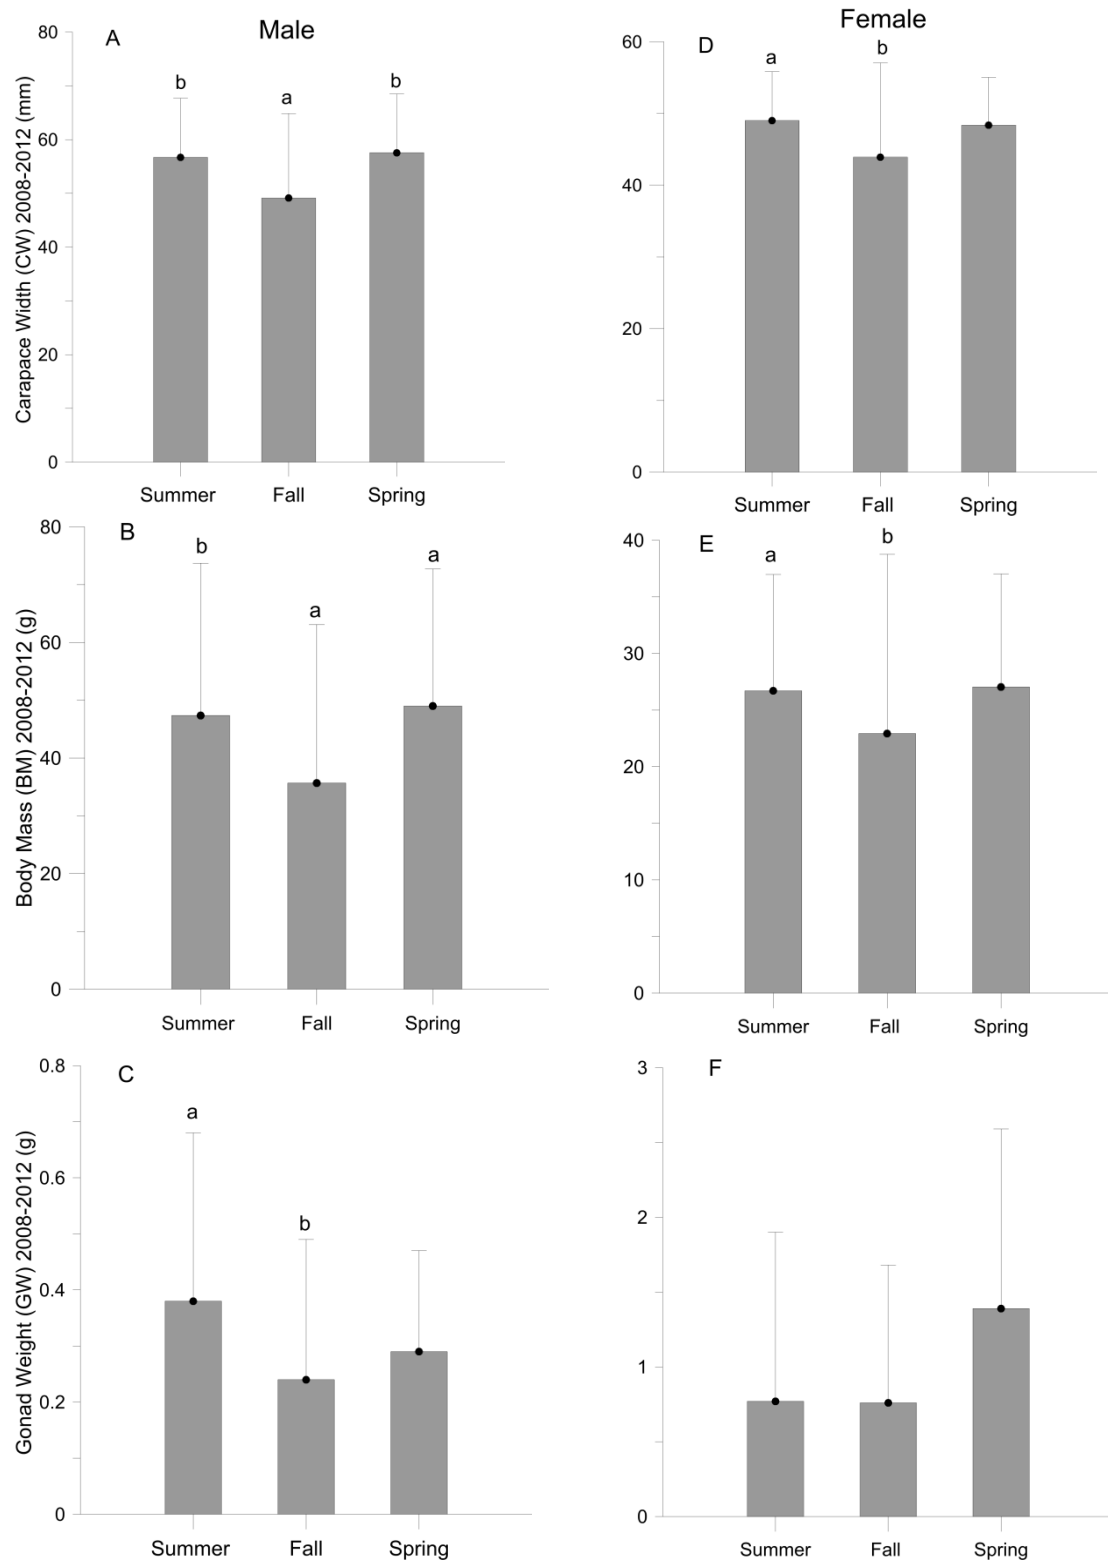 Male
A
Carapace Width (CW) 2008-2012 (mm)
80
60
40
20
0
b
a
b
Summer Fall Spring
Female
D
60
40
20
0
a
b
Summer Fall Spring
B
Body Mass (BM) 2008-2012 (g)
80
60
40
20
0
b
a
a
Summer Fall Spring
E
40
30
20
10
0
a
b
Summer Fall Spring
C
Gonad Weight (GW) 2008-2012 (g)
0.8
0.6
0.4
0.2
0
a
b
Summer Fall Spring
F
3
2
1
0
Summer Fall Spring